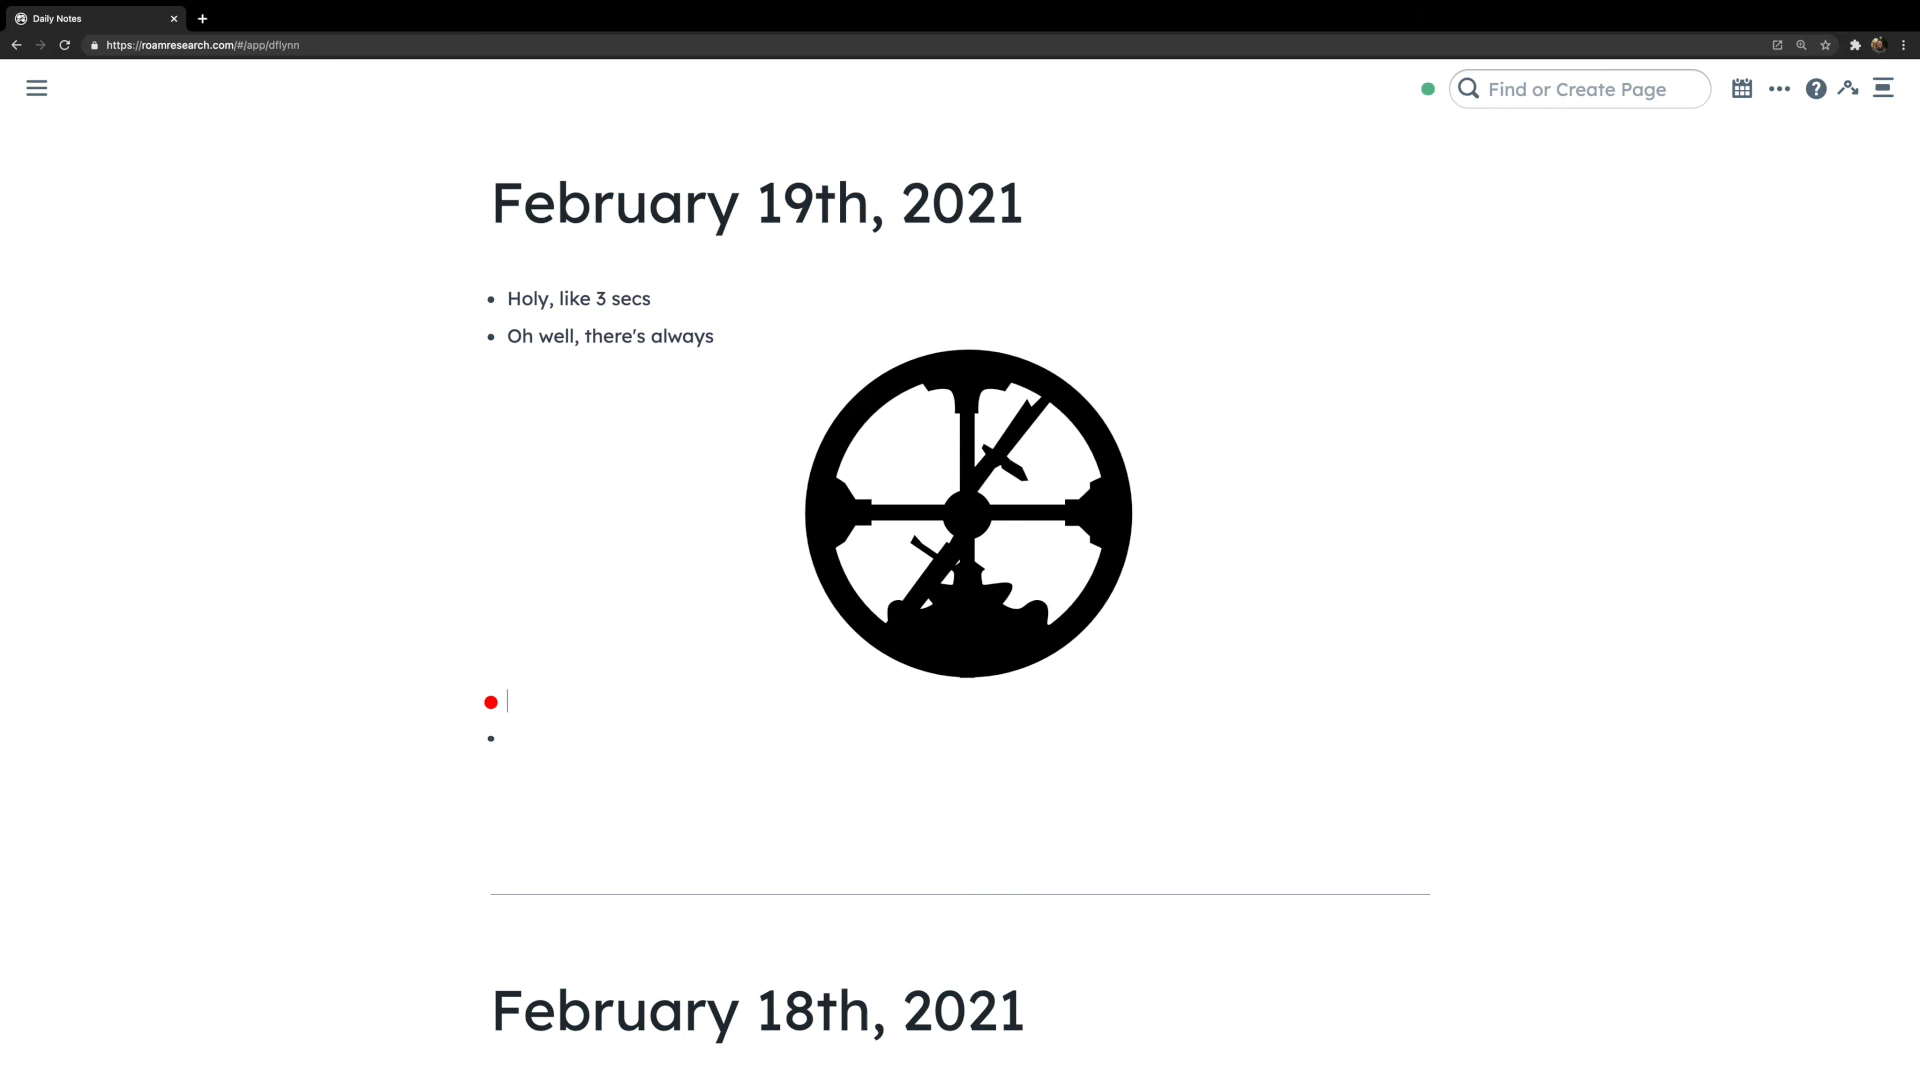 Daily Notes
https://roamresearch.com/#/app/dflynn
Find or Create Page
February 19th, 2021
Holy, like 3 secs
Oh well, there's always
February 18th, 2021